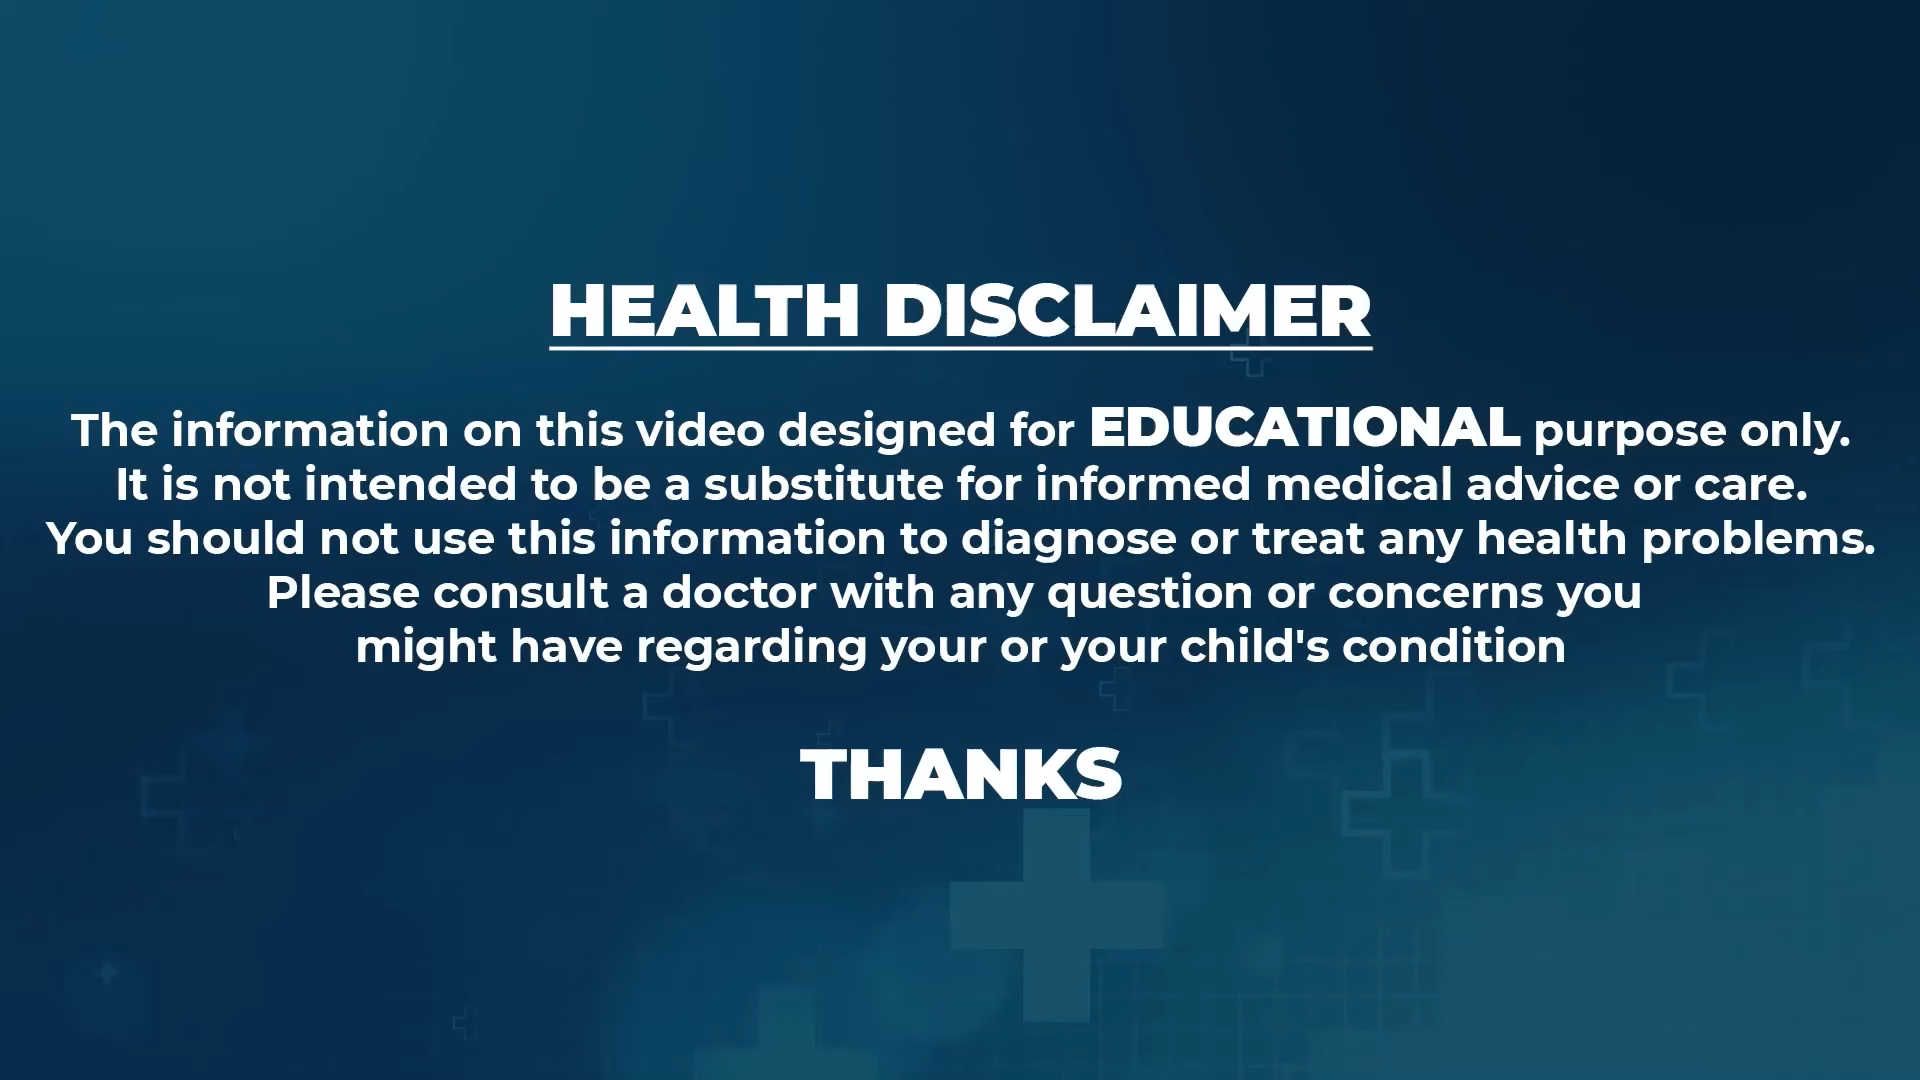 HEALTH DISCLAIMER
The information on this video designed for EDUCATIONAL purpose only.
It is not intended to be a substitute for informed medical advice or care.
You should not use this information to diagnose or treat any health problems.
Please consult a doctor with any question or concerns you
might have regarding your or your child's condition
THANKS